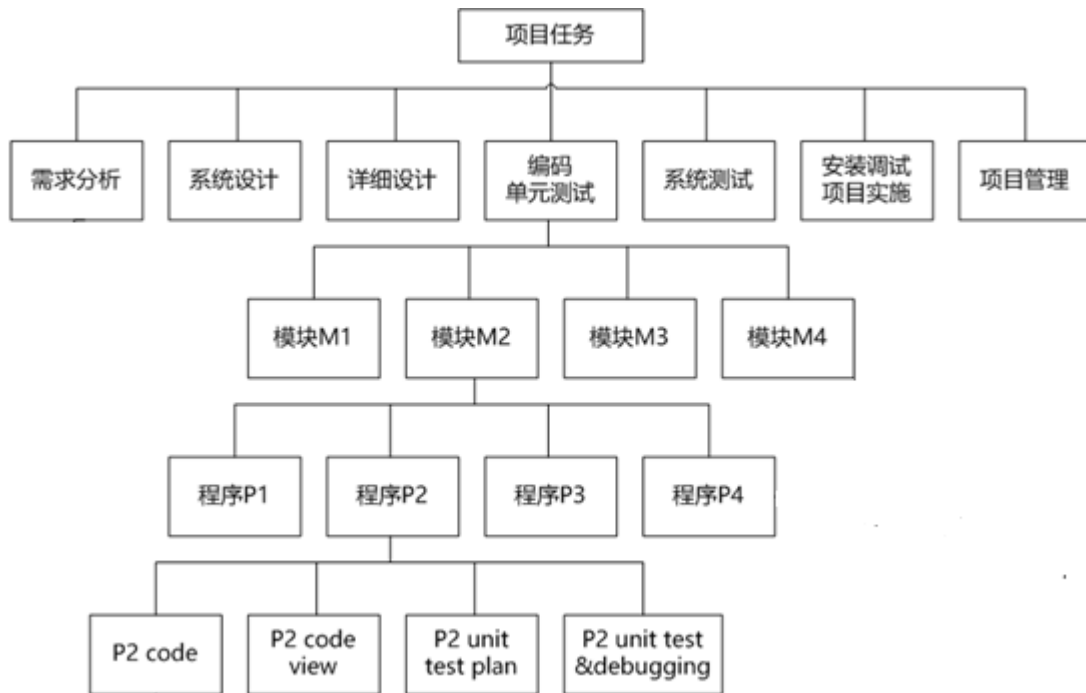 项目任务
需求分析
系统设计
详细设计
编码
单元测试
系统测试
安装调试
项目实施
项目管理
模块M1
模块M2
模块M3
模块M4
程序P1
程序P2
程序P3
程序P4
P2 code
P2 code
view
P2 unit
test plan
P2 unit test
&debugging